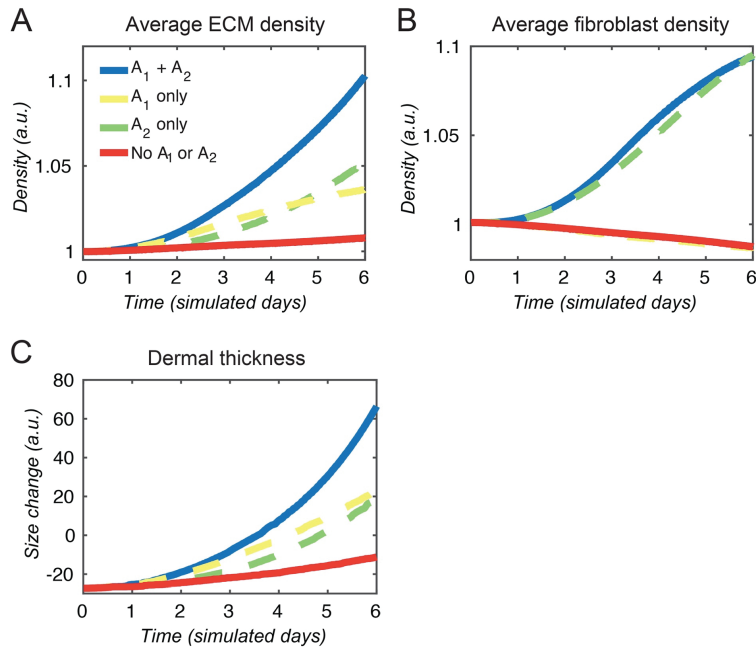 A
Average ECM density
1.1
1.05
1
Density (a.u.)
A1 + A2
A1 only
A2 only
No A1 or A2
0 1 2 3 4 5 6
Time (simulated days)
B
Average fibroblast density
1.1
1.05
1
Density (a.u.)
0 1 2 3 4 5 6
Time (simulated days)
C
Dermal thickness
80
60
40
20
0
-20
Size change (a.u.)
0 1 2 3 4 5 6
Time (simulated days)